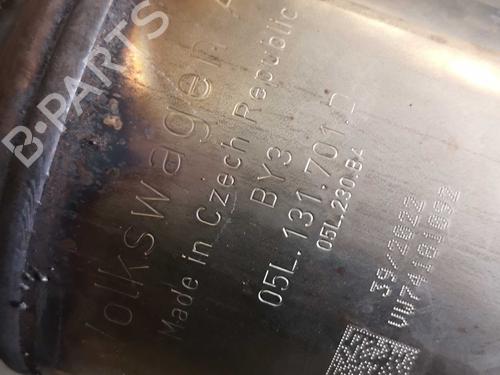 B-PARTS
Volkswagen A
Made in Czech Republic
BY3
05L.131.701.D
05L.230.B4
39/2022